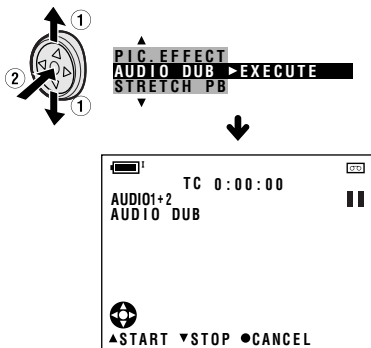 ①
PIC.EFFECT
AUDIO DUB ►EXECUTE
②
STRETCH PB
①
I
TC 0:00:00
AUDIO1+2
AUDIO DUB
▲START ▼STOP ●CANCEL